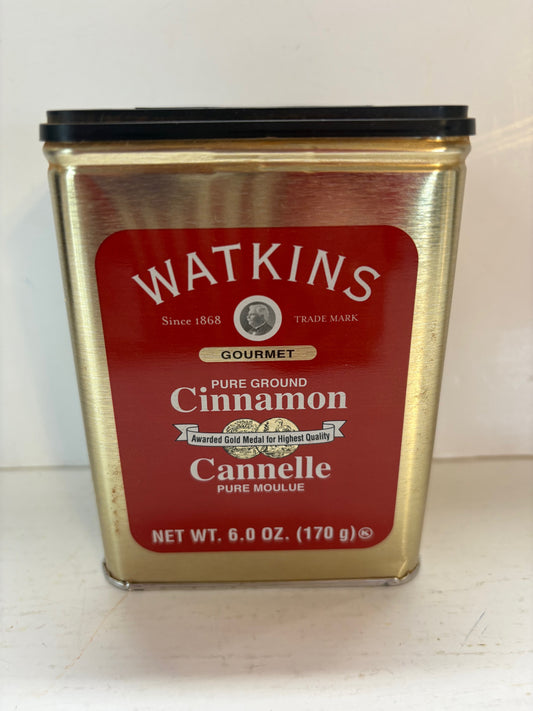 WATKINS
Since 1868 TRADE MARK
GOURMET
PURE GROUND
Cinnamon
Awarded Gold Medal for Highest Quality
Cannelle
PURE MOULUE
NET WT. 6.0 OZ. (170 g) K